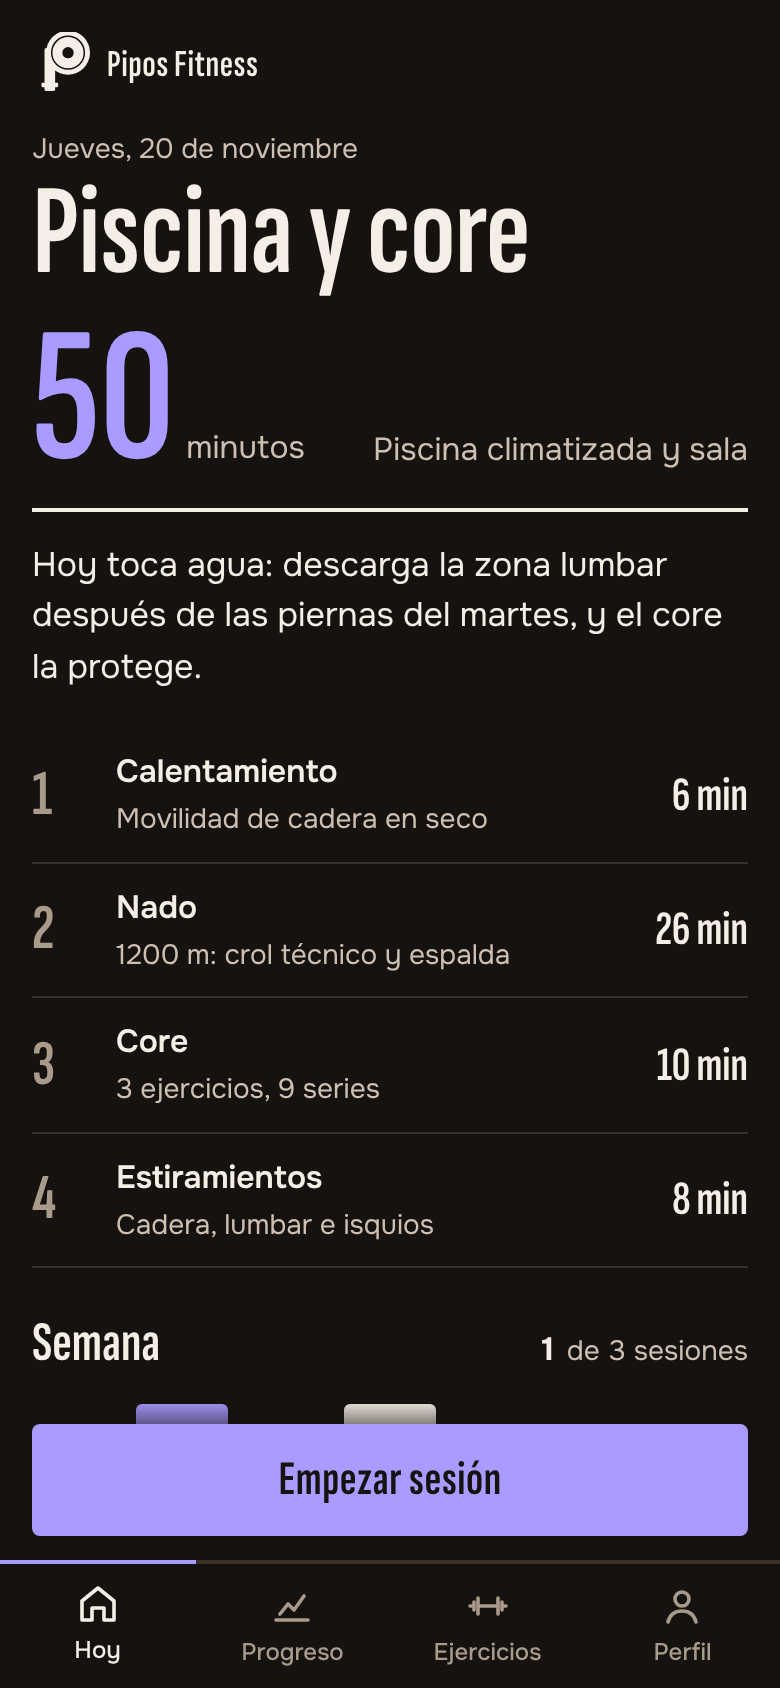 Pipos Fitness
Jueves, 20 de noviembre
Piscina y core
50 minutos
Piscina climatizada y sala
Hoy toca agua: descarga la zona lumbar
después de las piernas del martes, y el core
la protege.
1
Calentamiento
Movilidad de cadera en seco
6 min
2
Nado
1200 m: crol técnico y espalda
26 min
3
Core
3 ejercicios, 9 series
10 min
4
Estiramientos
Cadera, lumbar e isquios
8 min
Semana
1 de 3 sesiones
Empezar sesión
Hoy
Progreso
Ejercicios
Perfil